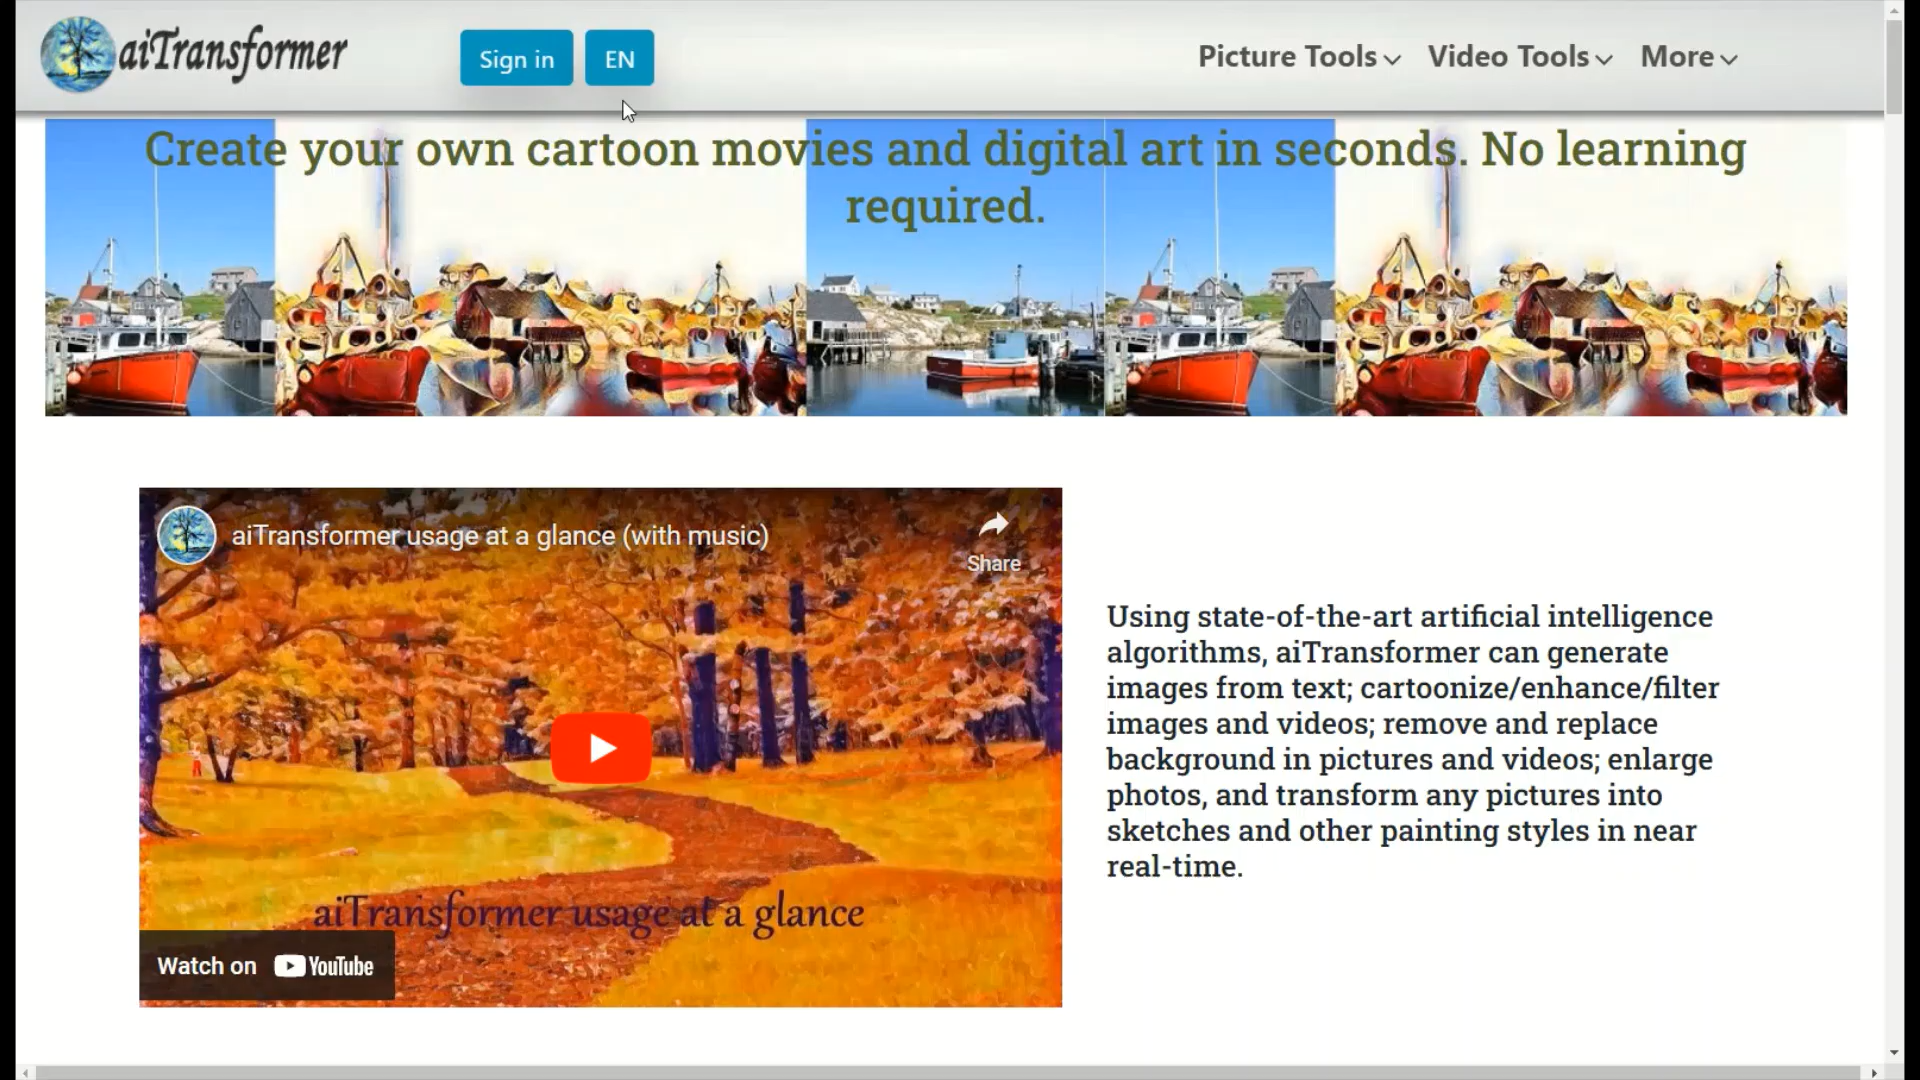 aiTransformer
Sign in
EN
Picture Tools
Video Tools
More
Create your own cartoon movies and digital art in seconds. No learning
required.
aiTransformer usage at a glance (with music)
Share
aiTransformer usage at a glance
Watch on YouTube
Using state-of-the-art artificial intelligence
algorithms, aiTransformer can generate
images from text; cartoonize/enhance/filter
images and videos; remove and replace
background in pictures and videos; enlarge
photos, and transform any pictures into
sketches and other painting styles in near
real-time.